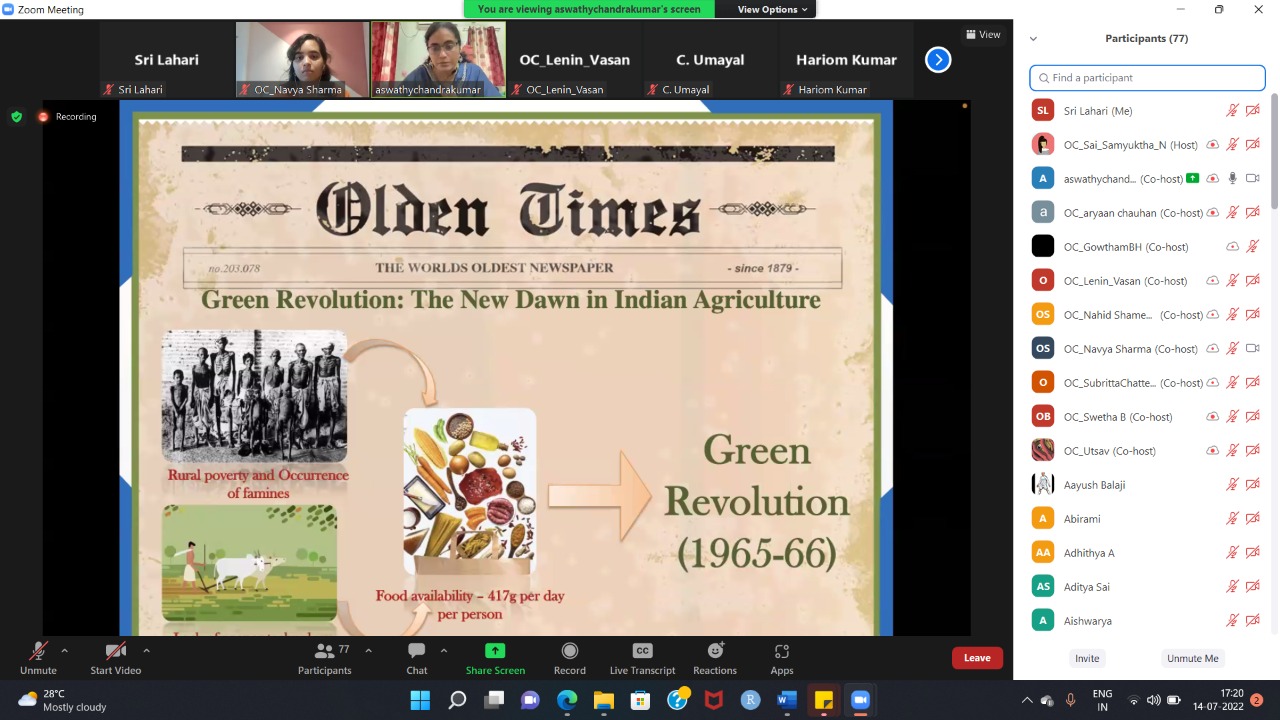 Zoom Meeting
You are viewing aswathychandrakumar's screen
View Options
Sri Lahari
Sri Lahari
OC_Navya Sharma
aswathychandrakumar
OC_Lenin_Vasan
OC_Lenin_Vasan
C. Umayal
C. Umayal
Hariom Kumar
Hariom Kumar
View
Recording
Olden Times
no.203.078
THE WORLDS OLDEST NEWSPAPER
- since 1879 -
Green Revolution: The New Dawn in Indian Agriculture
Rural poverty and Occurrence
of famines
Food availability – 417g per day
per person
Green
Revolution
(1965-66)
Participants (77)
Find a participant
SL Sri Lahari (Me)
OC_Sai_Samyuktha_N (Host)
A aswathychand... (Co-host)
a OC_aryaan chauhan (Co-host)
OC_GowthamBH (Co-host)
O OC_Lenin_Vasan (Co-host)
OS OC_Nahid Shame... (Co-host)
OS OC_Navya Sharma (Co-host)
O OC_SubrittaChatte... (Co-host)
OB OC_Swetha B (Co-host)
OC_Utsav (Co-host)
Aayush Balaji
A Abirami
AA Adhithya A
AS Aditya Sai
A Aishwarya
Invite
Unmute Me
Unmute
Start Video
77
Participants
Chat
Share Screen
Record
CC
Live Transcript
Reactions
Apps
Leave
28°C
Mostly cloudy
R
W
ENG
IN
17:20
14-07-2022
2